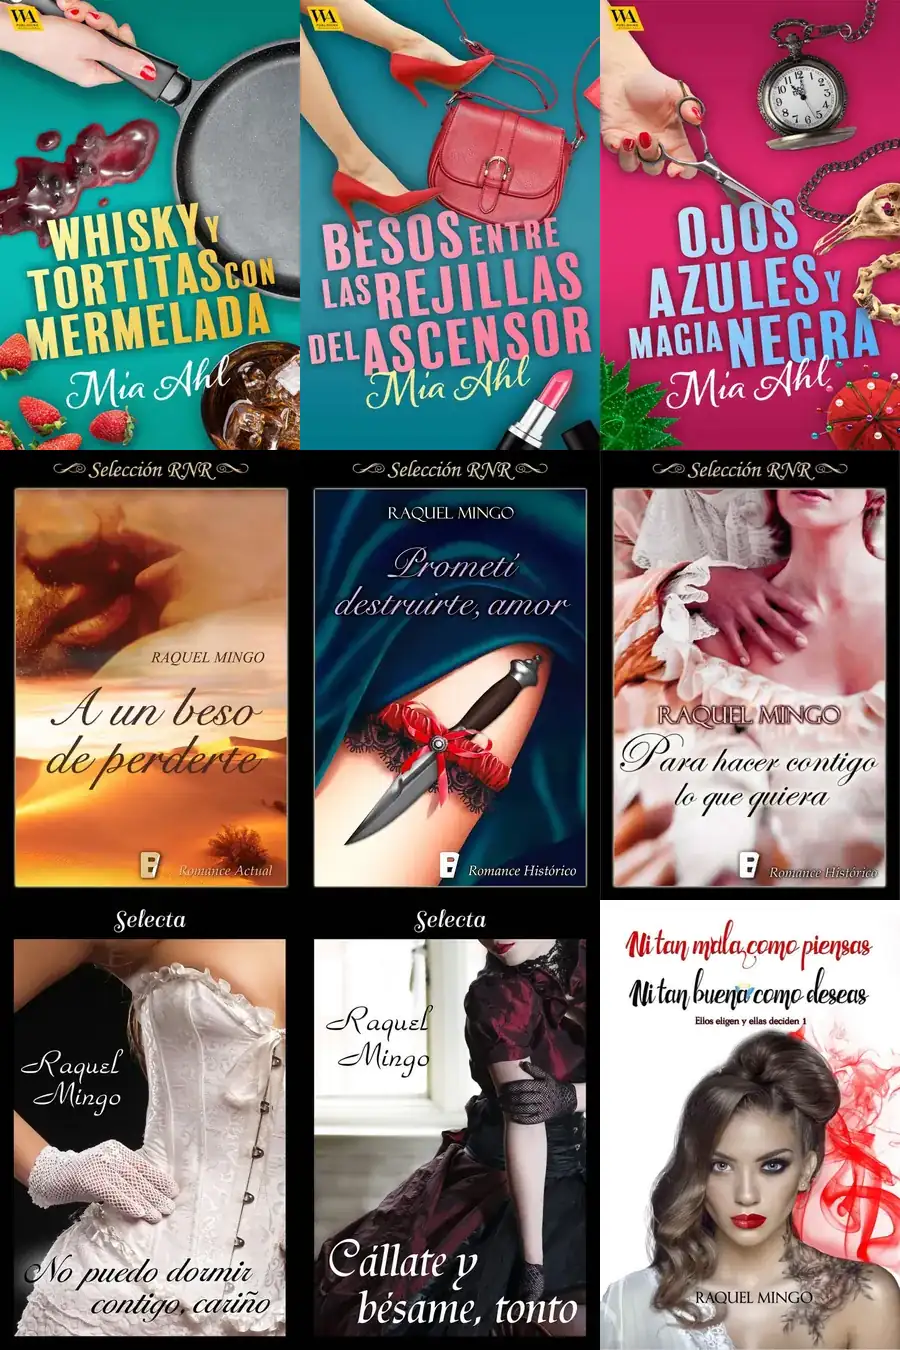 WA
WHISKY Y
TORTITAS CON
MERMELADA
Mia Ahl
WA
BESOS ENTRE
LAS REJILLAS
DEL ASCENSOR
Mia Ahl
WA
OJOS
AZULES Y
MAGIA NEGRA
Mia Ahl
Selección RNR
RAQUEL MINGO
A un beso
de perderte
B
Romance Actual
Selección RNR
RAQUEL MINGO
Prometí
destruirte, amor
B
Romance Histórico
Selección RNR
RAQUEL MINGO
Para hacer contigo
lo que quiera
B
Romance Histórico
Selecta
Raquel
Mingo
No puedo dormir
contigo, cariño
Selecta
Raquel
Mingo
Cállate y
bésame, tonto
Ni tan mala como piensas
Ni tan buena como deseas
Ellos eligen y ellas deciden 1
RAQUEL MINGO